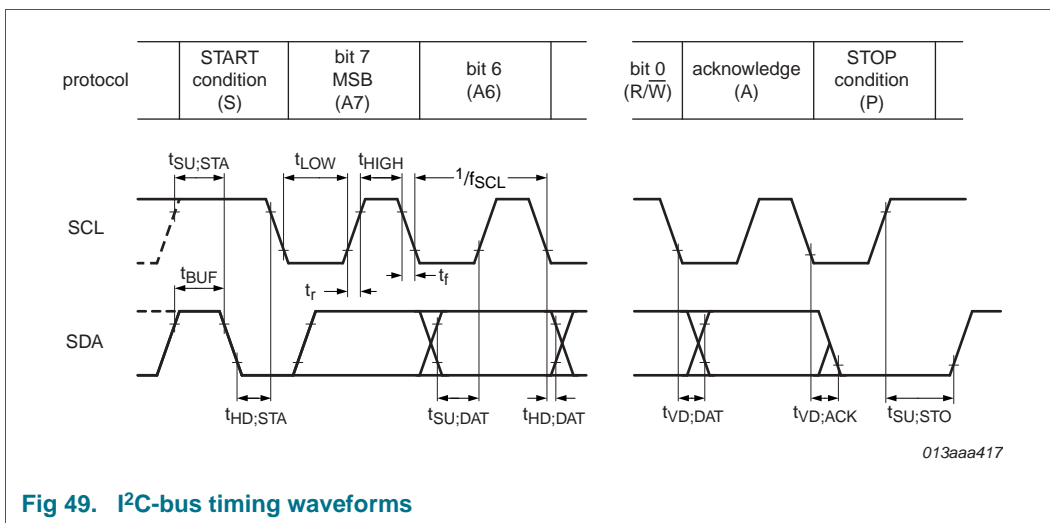 protocol
START
condition
(S)
bit 7
MSB
(A7)
bit 6
(A6)
bit 0
(R/W̅)
acknowledge
(A)
STOP
condition
(P)
tSU;STA
tLOW
tHIGH
1/fSCL
SCL
tBUF
tr
tf
SDA
tHD;STA
tSU;DAT
tHD;DAT
tVD;DAT
tVD;ACK
tSU;STO
013aaa417
Fig 49. I²C-bus timing waveforms